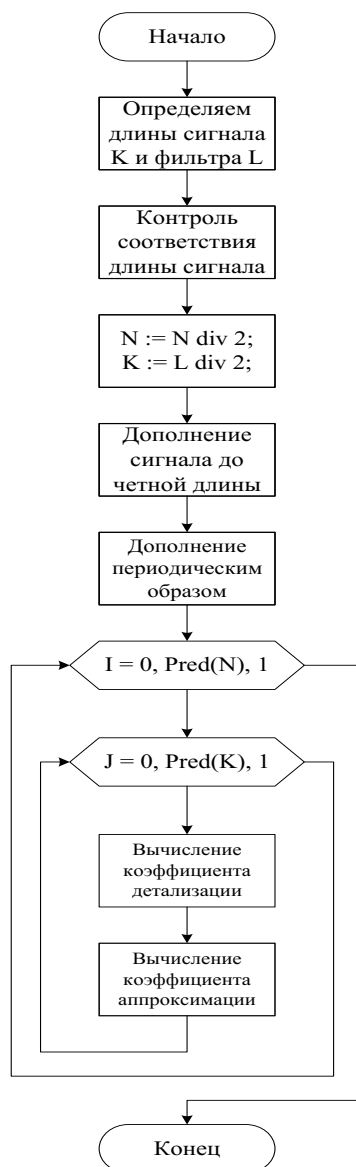 Начало
Определяем
длины сигнала
K и фильтра L
Контроль
соответствия
длины сигнала
N := N div 2;
K := L div 2;
Дополнение
сигнала до
четной длины
Дополнение
периодическим
образом
I = 0, Pred(N), 1
J = 0, Pred(K), 1
Вычисление
коэффициента
детализации
Вычисление
коэффициента
аппроксимации
Конец